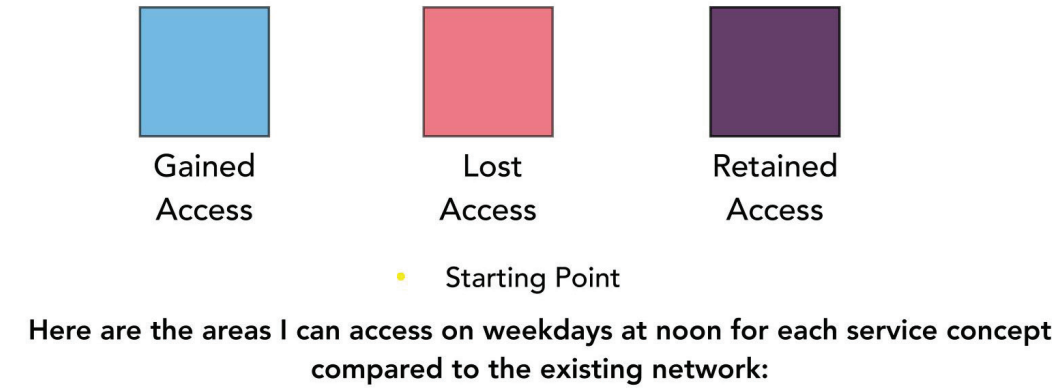 Gained Access
Lost Access
Retained Access
Starting Point
Here are the areas I can access on weekdays at noon for each service concept
compared to the existing network: